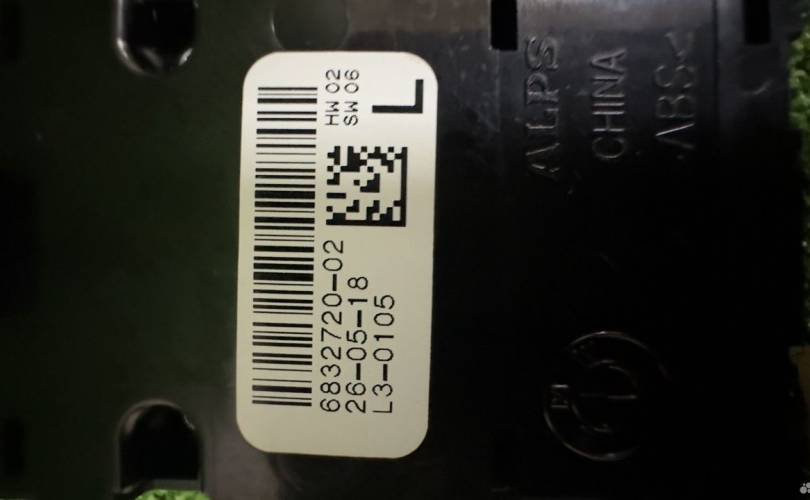 HW 02
SW 06
L
6832720-02
26-05-18
L3-0105
ALPS
CHINA
>ABS<